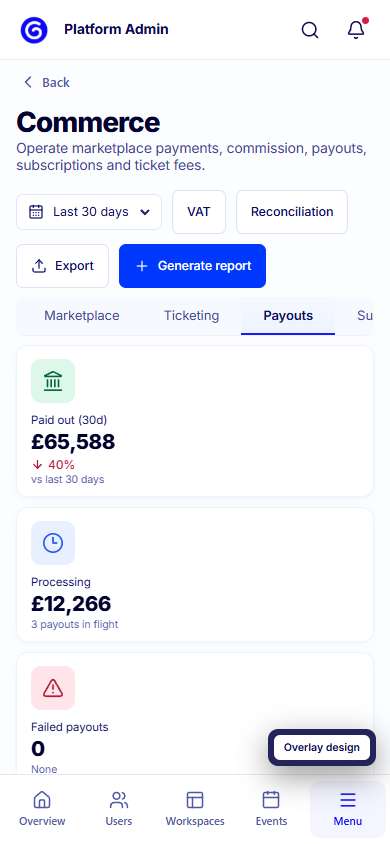 Platform Admin
Back
Commerce
Operate marketplace payments, commission, payouts,
subscriptions and ticket fees.
Last 30 days
VAT
Reconciliation
Export
Generate report
Marketplace
Ticketing
Payouts
Su
Paid out (30d)
£65,588
40%
vs last 30 days
Processing
£12,266
3 payouts in flight
Failed payouts
0
None
Overlay design
Overview
Users
Workspaces
Events
Menu